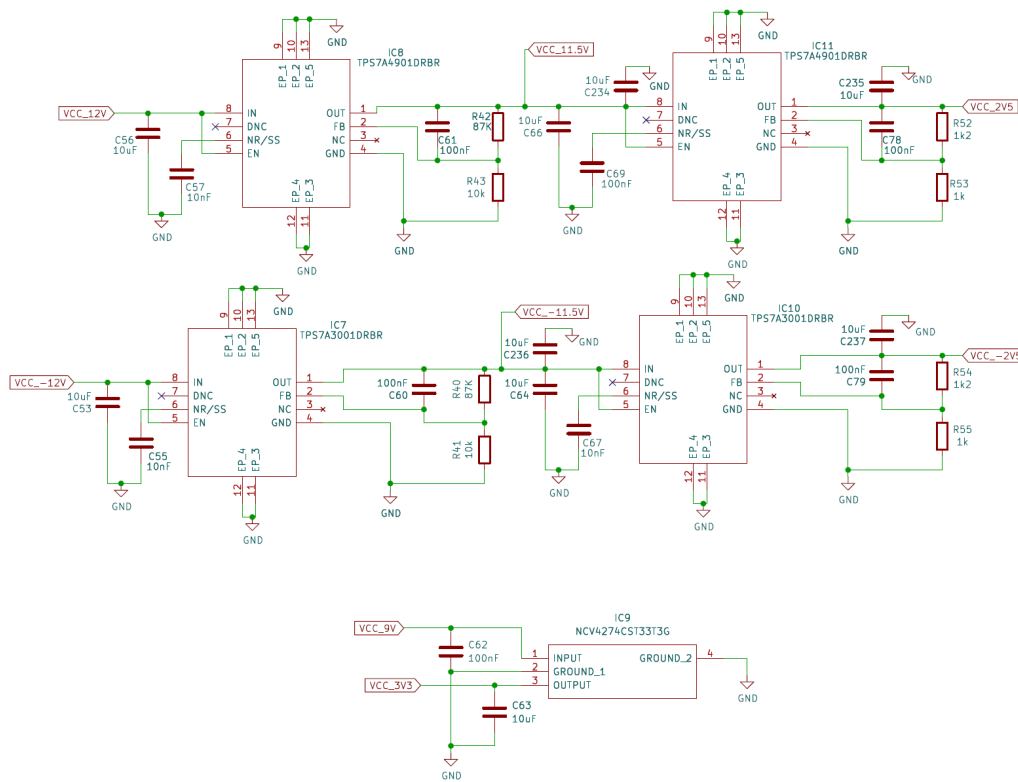 GND
9
10
13
EP_1
EP_2
EP_5
IC8
TPS7A4901DRBR
VCC_12V
8
7
6
5
IN
DNC
NR/SS
EN
OUT
FB
NC
GND
1
2
3
4
EP_4
EP_3
12
11
GND
C56
10uF
C57
10nF
GND
C61
100nF
R42
87K
R43
10k
GND
VCC_11.5V
10uF
C66
10uF
C234
GND
C69
100nF
GND
GND
9
10
13
EP_1
EP_2
EP_5
IC11
TPS7A4901DRBR
8
7
6
5
IN
DNC
NR/SS
EN
OUT
FB
NC
GND
1
2
3
4
EP_4
EP_3
12
11
GND
C235
10uF
GND
C78
100nF
VCC_2V5
R52
1k2
R53
1k
GND
GND
9
10
13
EP_1
EP_2
EP_5
IC7
TPS7A3001DRBR
VCC_-12V
8
7
6
5
IN
DNC
NR/SS
EN
OUT
FB
NC
GND
1
2
3
4
EP_4
EP_3
12
11
GND
10uF
C53
C55
10nF
GND
100nF
C60
R40
87K
R41
10k
GND
VCC_-11.5V
10uF
C236
GND
10uF
C64
C67
10nF
GND
GND
9
10
13
EP_1
EP_2
EP_5
IC10
TPS7A3001DRBR
8
7
6
5
IN
DNC
NR/SS
EN
OUT
FB
NC
GND
1
2
3
4
EP_4
EP_3
12
11
GND
10uF
C237
GND
100nF
C79
VCC_-2V5
R54
1k2
R55
1k
GND
IC9
NCV4274CST33T3G
VCC_9V
C62
100nF
VCC_3V3
C63
10uF
1
2
3
INPUT
GROUND_1
OUTPUT
GROUND_2
4
GND
GND